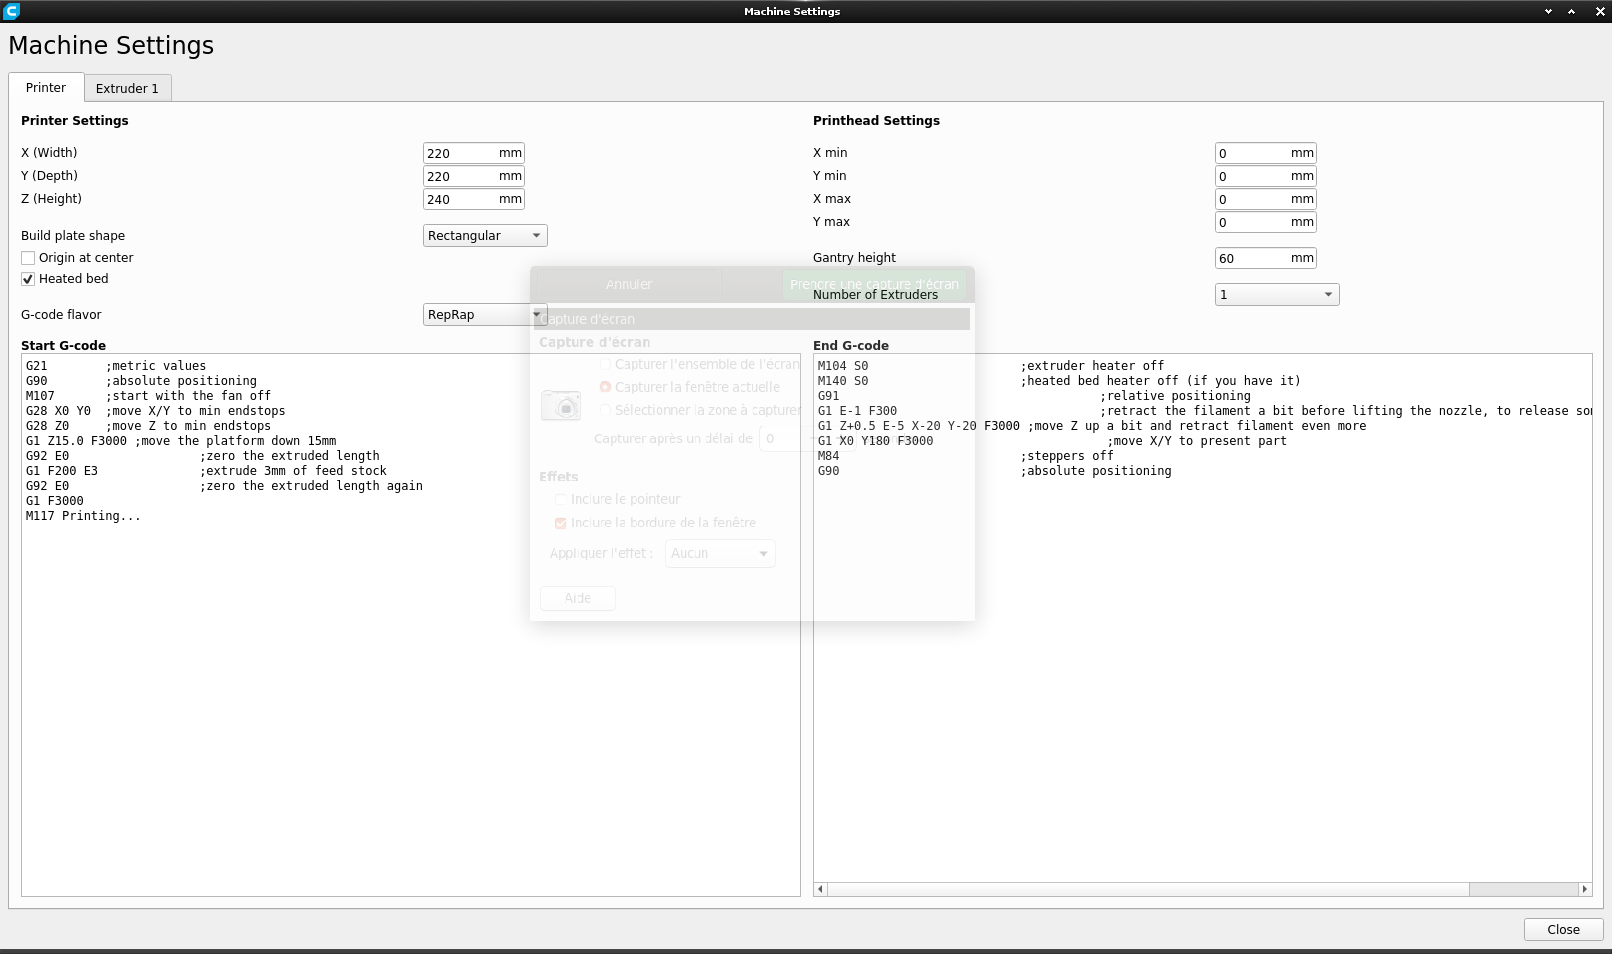 Machine Settings
Machine Settings
Printer
Extruder 1
Printer Settings
X (Width)
220 mm
Y (Depth)
220 mm
Z (Height)
240 mm
Build plate shape
Rectangular
Origin at center
Heated bed
G-code flavor
RepRap
Printhead Settings
X min
0 mm
Y min
0 mm
X max
0 mm
Y max
0 mm
Gantry height
60 mm
Number of Extruders
1
Start G-code
G21 ;metric values
G90 ;absolute positioning
M107 ;start with the fan off
G28 X0 Y0 ;move X/Y to min endstops
G28 Z0 ;move Z to min endstops
G1 Z15.0 F3000 ;move the platform down 15mm
G92 E0 ;zero the extruded length
G1 F200 E3 ;extrude 3mm of feed stock
G92 E0 ;zero the extruded length again
G1 F3000
M117 Printing...
End G-code
M104 S0 ;extruder heater off
M140 S0 ;heated bed heater off (if you have it)
G91 ;relative positioning
G1 E-1 F300 ;retract the filament a bit before lifting the nozzle, to release
G1 Z+0.5 E-5 X-20 Y-20 F3000 ;move Z up a bit and retract filament even more
G1 X0 Y180 F3000 ;move X/Y to present part
M84 ;steppers off
G90 ;absolute positioning
Annuler
Prendre une capture d'écran
Capture d'écran
Capture d'écran
Capturer l'ensemble de l'écran
Capturer la fenêtre actuelle
Sélectionner la zone à capturer
Capturer après un délai de 0
Effets
Inclure le pointeur
Inclure la bordure de la fenêtre
Appliquer l'effet :
Aucun
Aide
Close